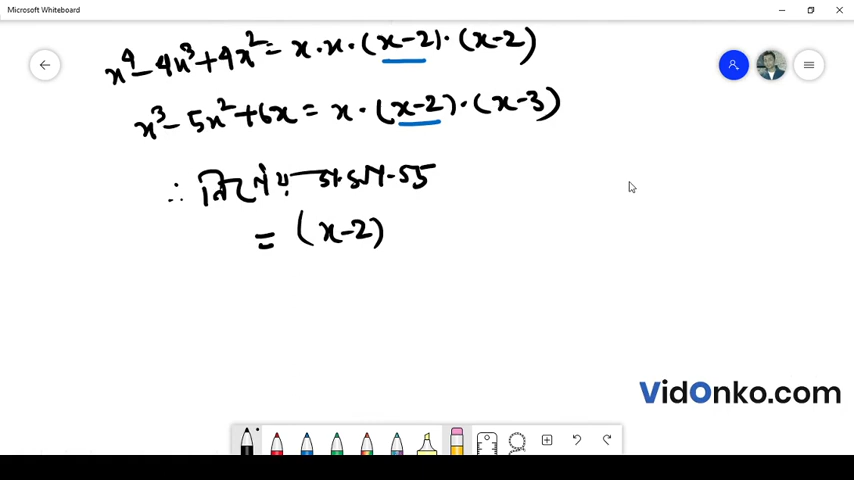 Microsoft Whiteboard
x⁴ - 4x³ + 4x² = x · x · (x-2) · (x-2)
x³ - 5x² + 6x = x · (x-2) · (x-3)
∴ নির্ণেয়
= (x-2)
VidOnko.com